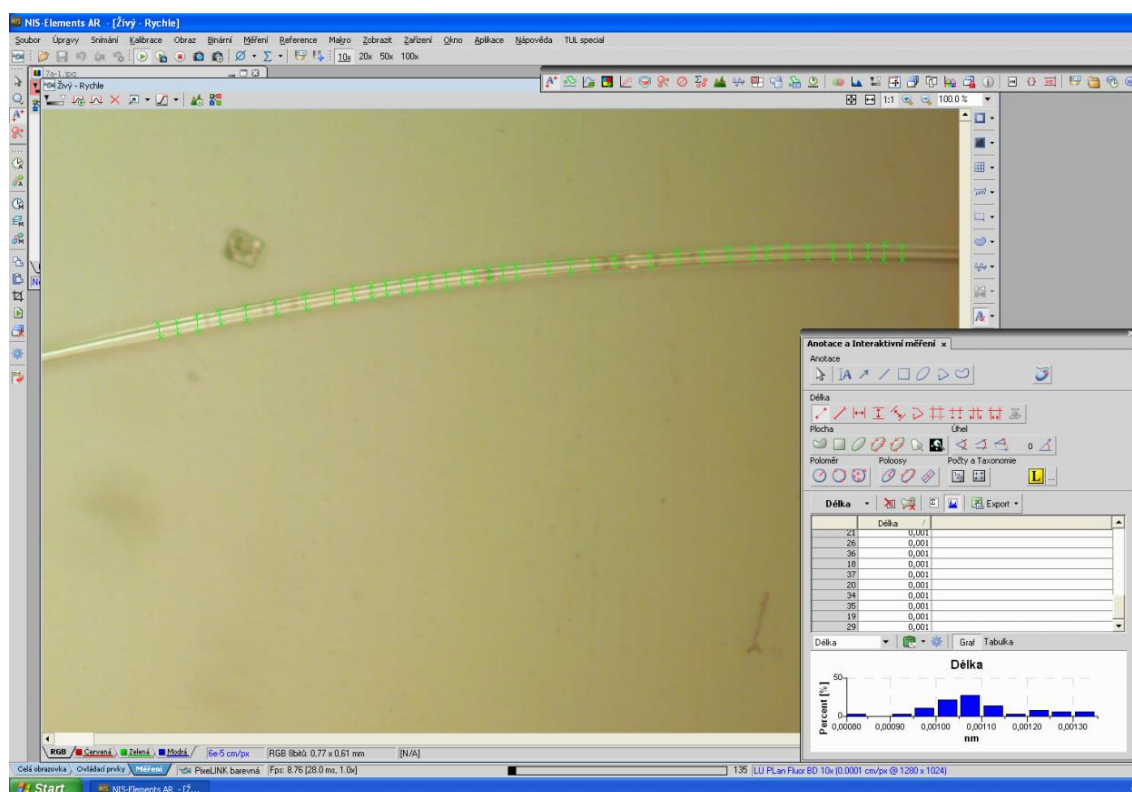 NIS-Elements AR - [Živý - Rychle]
Soubor Úpravy Snímání Kalibrace Obraz Binární Měření Reference Makro Zobrazit Zařízení Okno Aplikace Nápověda TUL special
10x 20x 50x 100x
7a-1.jpg
Živý - Rychle
1:1 100.0 %
Anotace a Interaktivní měření x
Anotace
Délka
Plocha Úhel
Poloměr Poloosy Počty a Taxonomie
L ...
Délka Export
Délka
21 0,001
26 0,001
36 0,001
18 0,001
37 0,001
20 0,001
34 0,001
35 0,001
19 0,001
29 0,001
Délka Graf Tabulka
Délka
Percent [%]
50
0
0,00080 0,00090 0,00100 0,00110 0,00120 0,00130
nm
RGB Červená Zelená Modrá 6e-5 cm/px RGB 8bitů: 0,77 x 0,61 mm [N/A]
Celá obrazovka Ovládací prvky Měření PixeLINK barevná Fps: 8.76 [28.0 ms, 1.0x] 135 LU PLan Fluor BD 10x (0.0001 cm/px @ 1280 x 1024)
Start NIS-Elements AR - [Ž...